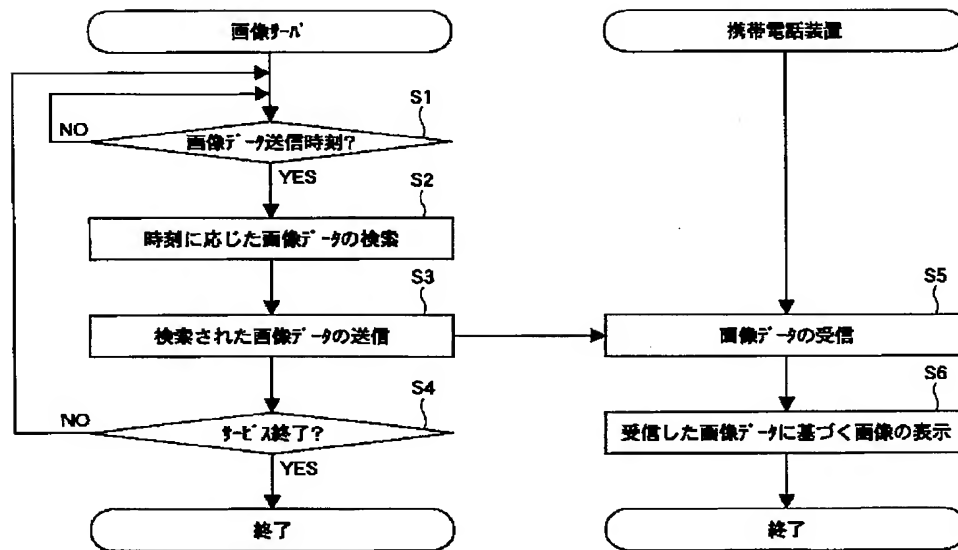 画像サーバ
携帯電話装置
S1
NO
画像データ送信時刻?
YES
S2
時刻に応じた画像データの検索
S3
検索された画像データの送信
S5
画像データの受信
S4
NO
サービス終了?
YES
S6
受信した画像データに基づく画像の表示
終了
終了